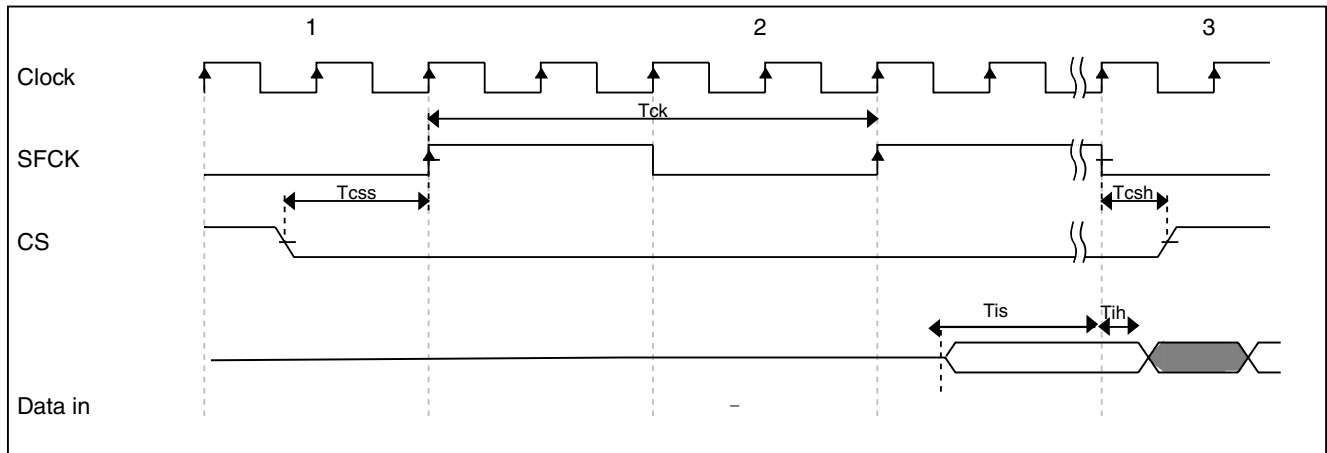 1 2 3
Clock
Tck
SFCK
Tcss Tcsh
CS
Tis Tih
Data in